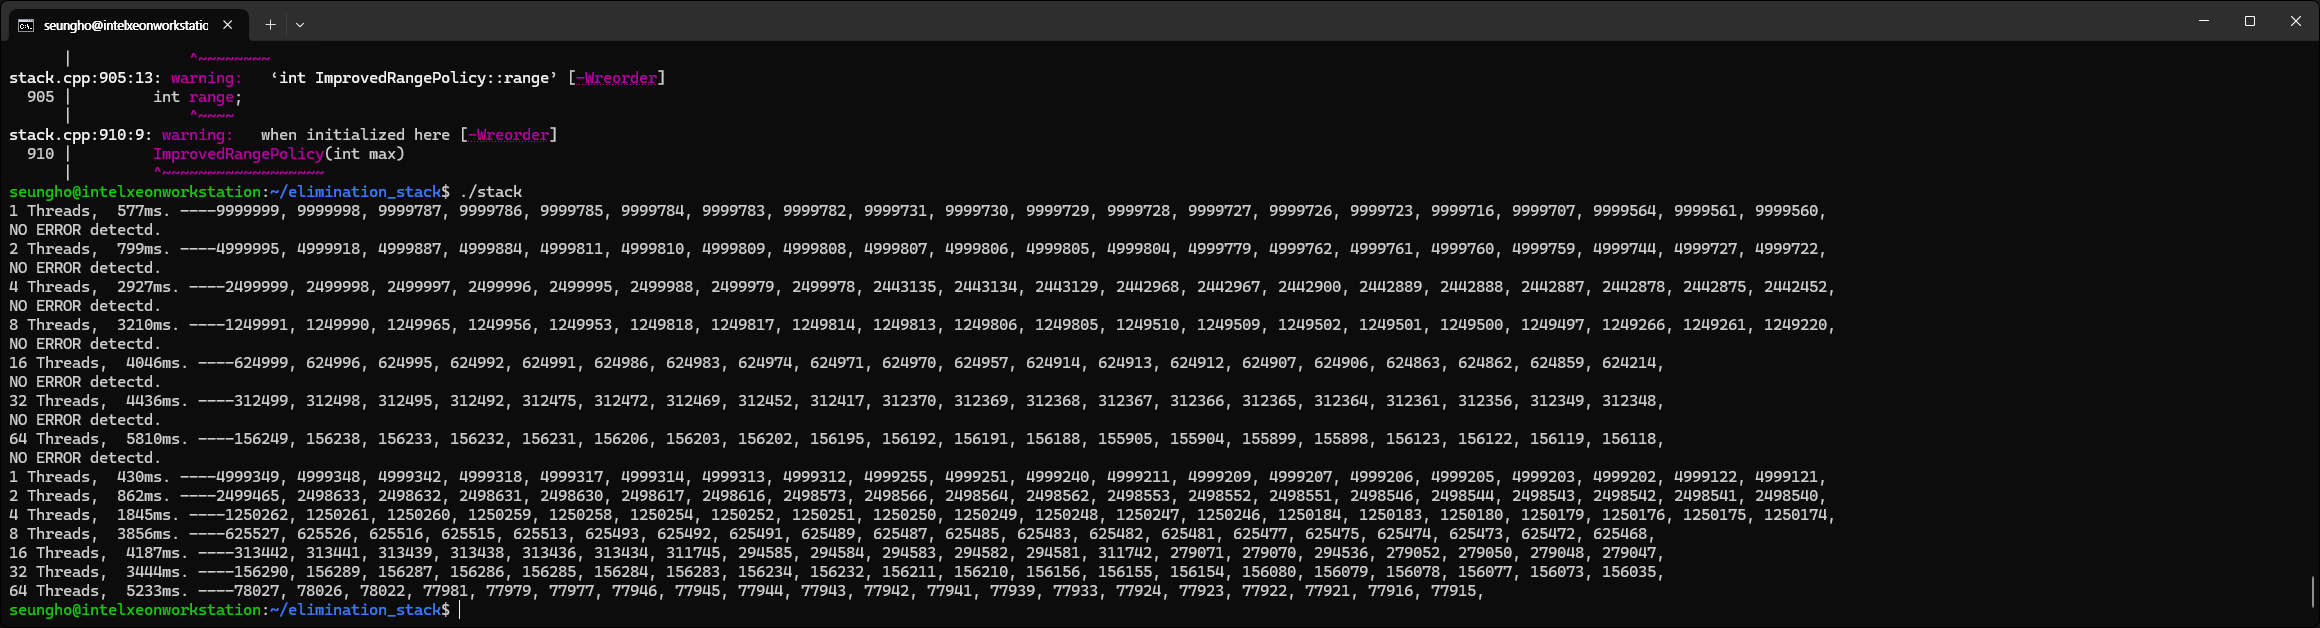 seungho@intelxeonworkstatio
|             ^~~~~~~~~
stack.cpp:905:13: warning:   ‘int ImprovedRangePolicy::range’ [-Wreorder]
905 |         int range;
|             ^~~~~
stack.cpp:910:9: warning:   when initialized here [-Wreorder]
910 |         ImprovedRangePolicy(int max)
|         ^~~~~~~~~~~~~~~~~~~
seungho@intelxeonworkstation:~/elimination_stack$ ./stack
1 Threads,  577ms. ----9999999, 9999998, 9999787, 9999786, 9999785, 9999784, 9999783, 9999782, 9999731, 9999730, 9999729, 9999728, 9999727, 9999726, 9999723, 9999716, 9999707, 9999564, 9999561, 9999560,
NO ERROR detectd.
2 Threads,  799ms. ----4999995, 4999918, 4999887, 4999884, 4999811, 4999810, 4999809, 4999808, 4999807, 4999806, 4999805, 4999804, 4999779, 4999762, 4999761, 4999760, 4999759, 4999744, 4999727, 4999722,
NO ERROR detectd.
4 Threads,  2927ms. ----2499999, 2499998, 2499997, 2499996, 2499995, 2499988, 2499979, 2499978, 2443135, 2443134, 2443129, 2442968, 2442967, 2442900, 2442889, 2442888, 2442887, 2442878, 2442875, 2442452,
NO ERROR detectd.
8 Threads,  3210ms. ----1249991, 1249990, 1249965, 1249956, 1249953, 1249818, 1249817, 1249814, 1249813, 1249806, 1249805, 1249510, 1249509, 1249502, 1249501, 1249500, 1249497, 1249266, 1249261, 1249220,
NO ERROR detectd.
16 Threads,  4046ms. ----624999, 624996, 624995, 624992, 624991, 624986, 624983, 624974, 624971, 624970, 624957, 624914, 624913, 624912, 624907, 624906, 624863, 624862, 624859, 624214,
NO ERROR detectd.
32 Threads,  4436ms. ----312499, 312498, 312495, 312492, 312475, 312472, 312469, 312452, 312417, 312370, 312369, 312368, 312367, 312366, 312365, 312364, 312361, 312356, 312349, 312348,
NO ERROR detectd.
64 Threads,  5810ms. ----156249, 156238, 156233, 156232, 156231, 156206, 156203, 156202, 156195, 156192, 156191, 156188, 155905, 155904, 155899, 155898, 156123, 156122, 156119, 156118,
NO ERROR detectd.
1 Threads,  430ms. ----4999349, 4999348, 4999342, 4999318, 4999317, 4999314, 4999313, 4999312, 4999255, 4999251, 4999240, 4999211, 4999209, 4999207, 4999206, 4999205, 4999203, 4999202, 4999122, 4999121,
2 Threads,  862ms. ----2499465, 2498633, 2498632, 2498631, 2498630, 2498617, 2498616, 2498573, 2498566, 2498564, 2498562, 2498553, 2498552, 2498551, 2498546, 2498544, 2498543, 2498542, 2498541, 2498540,
4 Threads,  1845ms. ----1250262, 1250261, 1250260, 1250259, 1250258, 1250254, 1250252, 1250251, 1250250, 1250249, 1250248, 1250247, 1250246, 1250184, 1250183, 1250180, 1250179, 1250176, 1250175, 1250174,
8 Threads,  3856ms. ----625527, 625526, 625516, 625515, 625513, 625493, 625492, 625491, 625489, 625487, 625485, 625483, 625482, 625481, 625477, 625475, 625474, 625473, 625472, 625468,
16 Threads,  4187ms. ----313442, 313441, 313439, 313438, 313436, 313434, 311745, 294585, 294584, 294583, 294582, 294581, 311742, 279071, 279070, 294536, 279052, 279050, 279048, 279047,
32 Threads,  3444ms. ----156290, 156289, 156287, 156286, 156285, 156284, 156283, 156234, 156232, 156211, 156210, 156156, 156155, 156154, 156080, 156079, 156078, 156077, 156073, 156035,
64 Threads,  5233ms. ----78027, 78026, 78022, 77981, 77979, 77977, 77946, 77945, 77944, 77943, 77942, 77941, 77939, 77933, 77924, 77923, 77922, 77921, 77916, 77915,
seungho@intelxeonworkstation:~/elimination_stack$